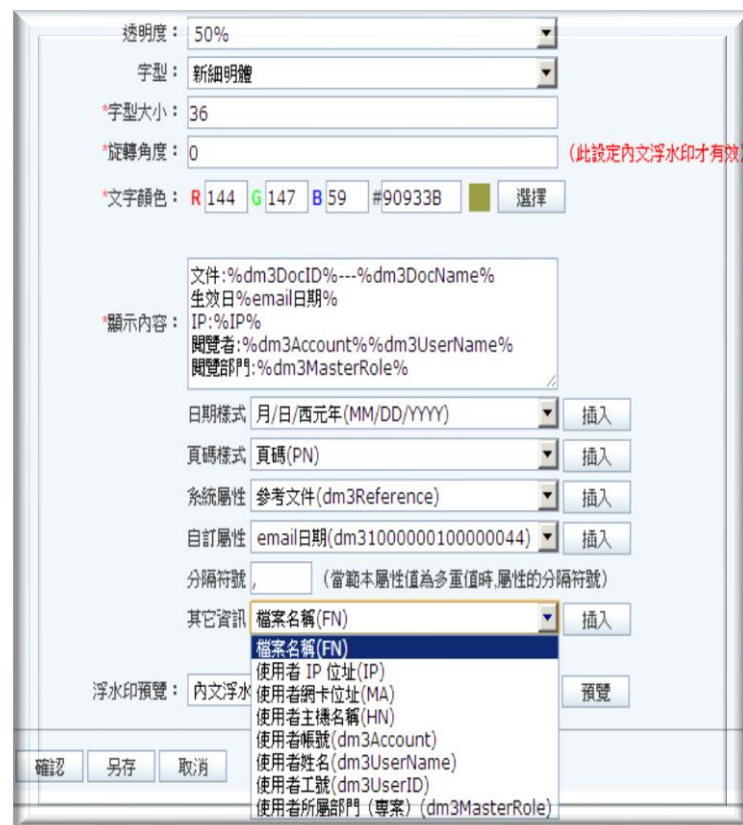 透明度： 50%
字型： 新細明體
*字型大小： 36
*旋轉角度： 0 (此設定內文浮水印才有效)
*文字顏色： R 144 G 147 B 59 #90933B 選擇
文件:%dm3DocID%---%dm3DocName%
生效日%email日期%
*顯示內容： IP:%IP%
閱覽者:%dm3Account%%dm3UserName%
閱覽部門:%dm3MasterRole%
日期樣式 月/日/西元年(MM/DD/YYYY) 插入
頁碼樣式 頁碼(PN) 插入
系統屬性 參考文件(dm3Reference) 插入
自訂屬性 email日期(dm31000000100000044) 插入
分隔符號 , (當範本屬性值為多重值時,屬性的分隔符號)
其它資訊 檔案名稱(FN) 插入
檔案名稱(FN)
使用者 IP 位址(IP)
浮水印預覽： 內文浮水 使用者網卡位址(MA) 預覽
使用者主機名稱(HN)
使用者帳號(dm3Account)
確認 另存 取消 使用者姓名(dm3UserName)
使用者工號(dm3UserID)
使用者所屬部門（專案）(dm3MasterRole)